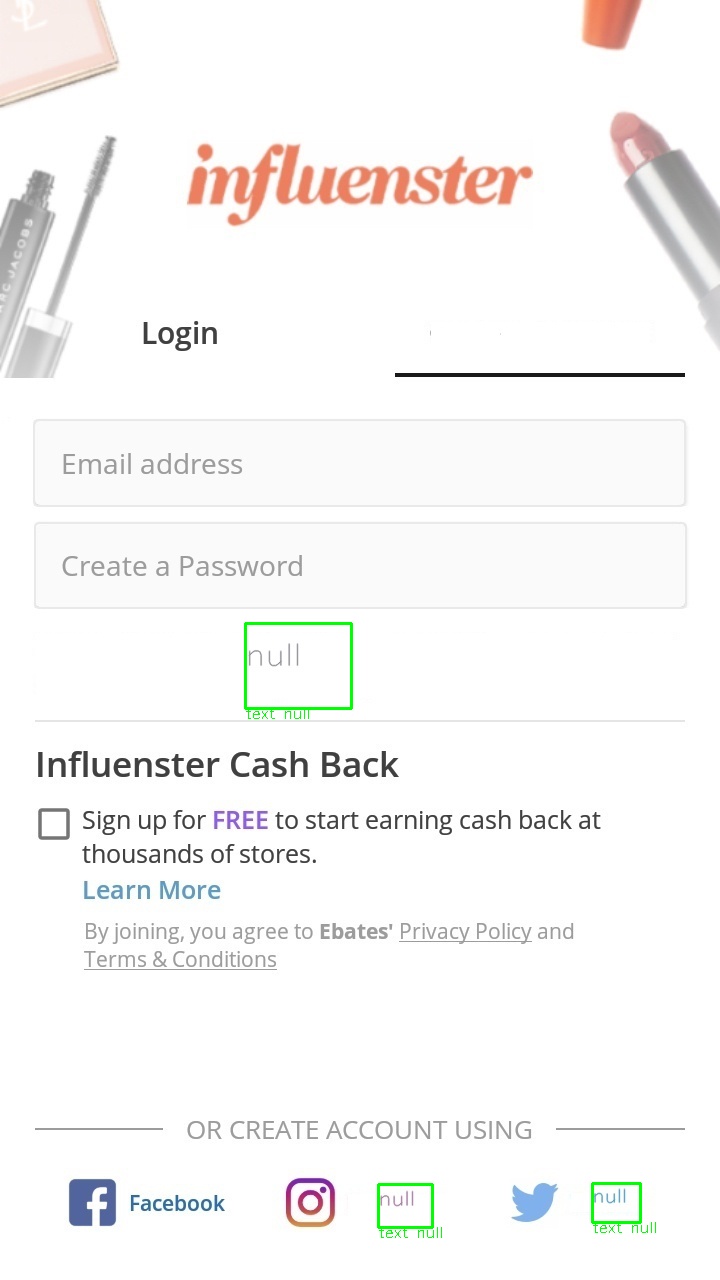 influenster
MARC JACOBS
Login
Email address
Create a Password
null
text null
Influenster Cash Back
Sign up for FREE to start earning cash back at
thousands of stores.
Learn More
By joining, you agree to Ebates' Privacy Policy and
Terms & Conditions
OR CREATE ACCOUNT USING
Facebook
null
text null
null
text null